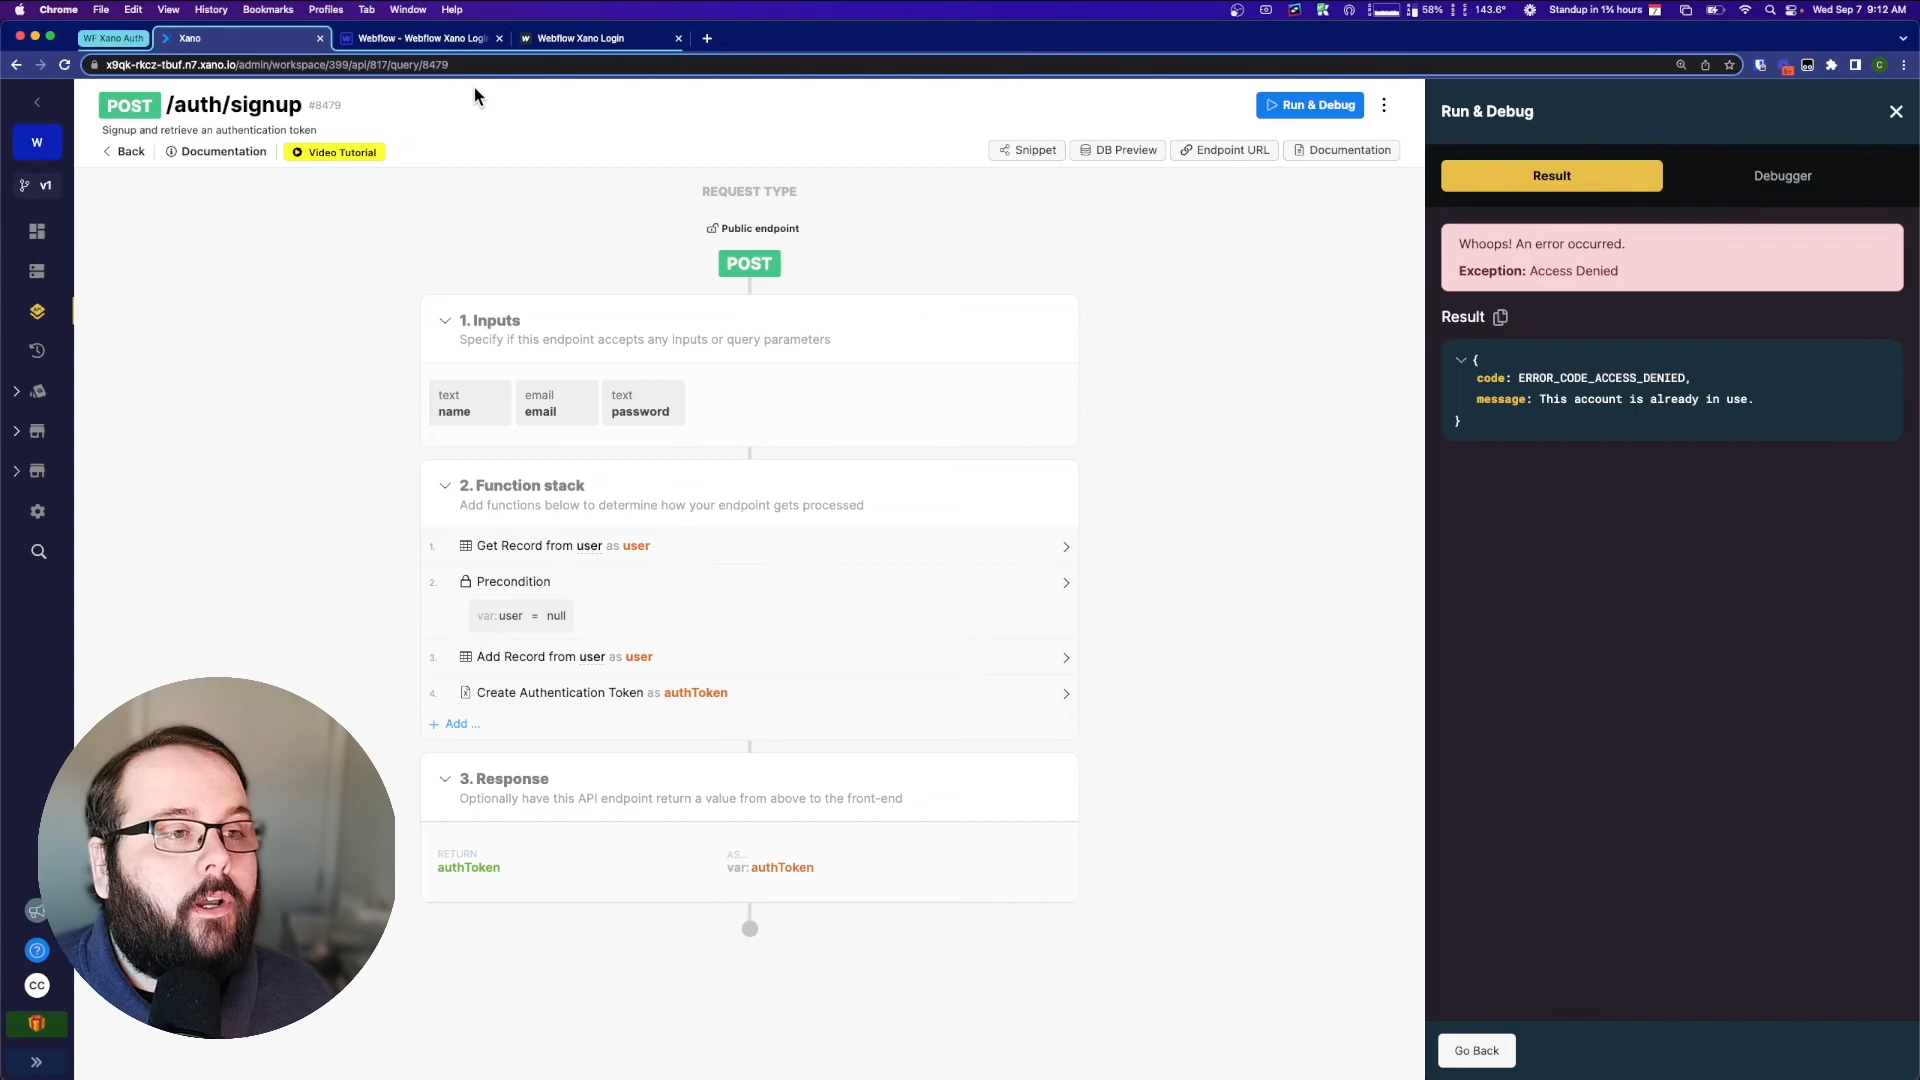 Chrome File Edit View History Bookmarks Profiles Tab Window Help
58% 143.6° Standup in 1¾ hours 7 Wed Sep 7 9:12 AM
WF Xano Auth Xano Webflow - Webflow Xano Logi Webflow Xano Login
x9qk-rkcz-tbuf.n7.xano.io/admin/workspace/399/api/817/query/8479
W
v1
CC
POST /auth/signup #8479
Signup and retrieve an authentication token
Back Documentation Video Tutorial
Run & Debug
Snippet DB Preview Endpoint URL Documentation
REQUEST TYPE
Public endpoint
POST
1. Inputs
Specify if this endpoint accepts any inputs or query parameters
text email text
name email password
2. Function stack
Add functions below to determine how your endpoint gets processed
1. Get Record from user as user
2. Precondition
var: user = null
3. Add Record from user as user
4. Create Authentication Token as authToken
+ Add ...
3. Response
Optionally have this API endpoint return a value from above to the front-end
RETURN AS...
authToken var: authToken
Run & Debug
Result Debugger
Whoops! An error occurred.
Exception: Access Denied
Result
{
code: ERROR_CODE_ACCESS_DENIED,
message: This account is already in use.
}
Go Back